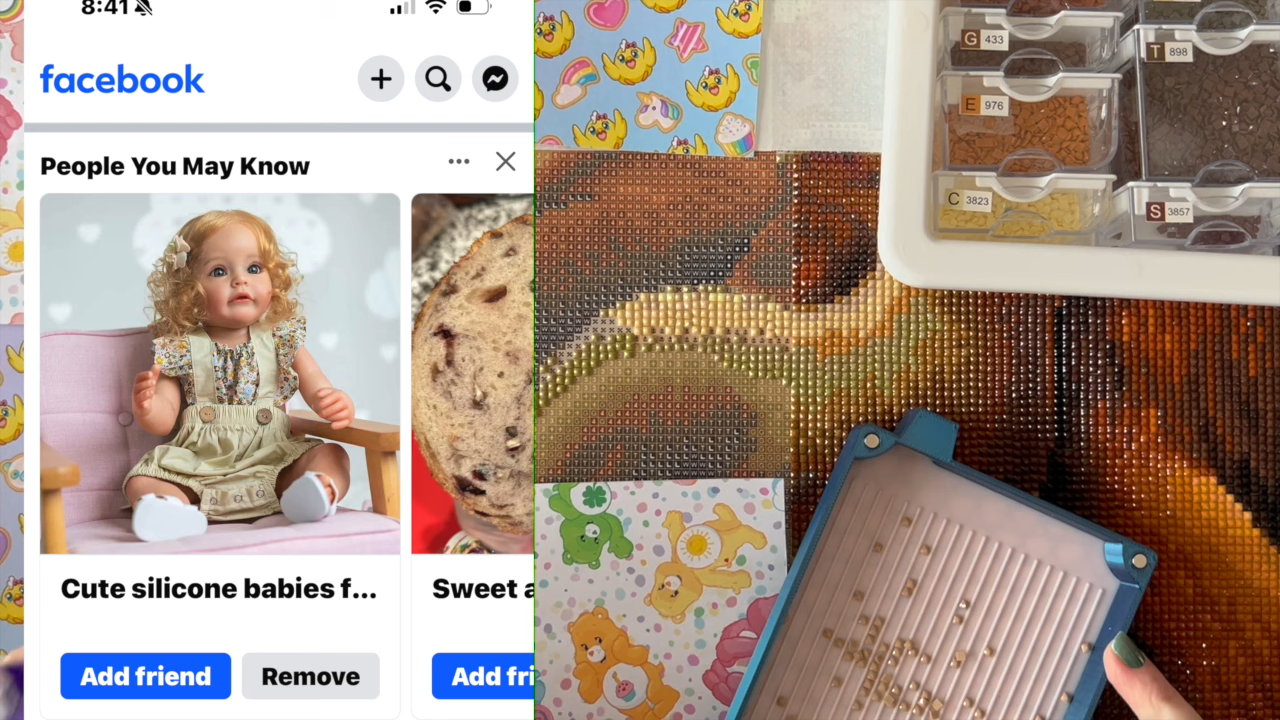 8:41
facebook
People You May Know
Cute silicone babies f...
Sweet a
Add friend
Remove
Add fri
G 433
T 898
E 976
C 3823
S 3857